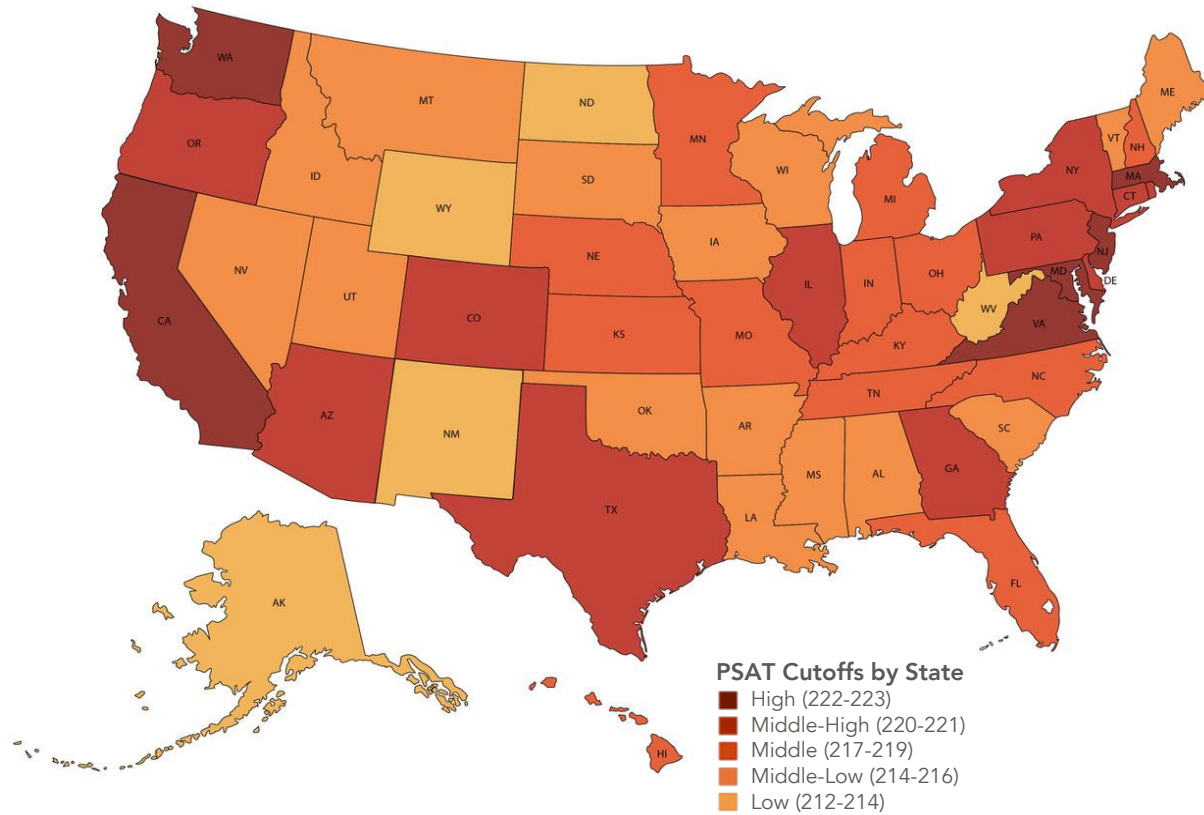 WA
MT
ND
MN
ME
OR
ID
SD
WI
VT
NH
NY
MA
MI
CT
WY
NE
IA
PA
NJ
NV
UT
CO
IL
IN
OH
MD
DE
WV
VA
CA
KS
MO
KY
NC
TN
AZ
NM
OK
AR
SC
MS
AL
GA
TX
LA
FL
AK
HI
PSAT Cutoffs by State
High (222-223)
Middle-High (220-221)
Middle (217-219)
Middle-Low (214-216)
Low (212-214)